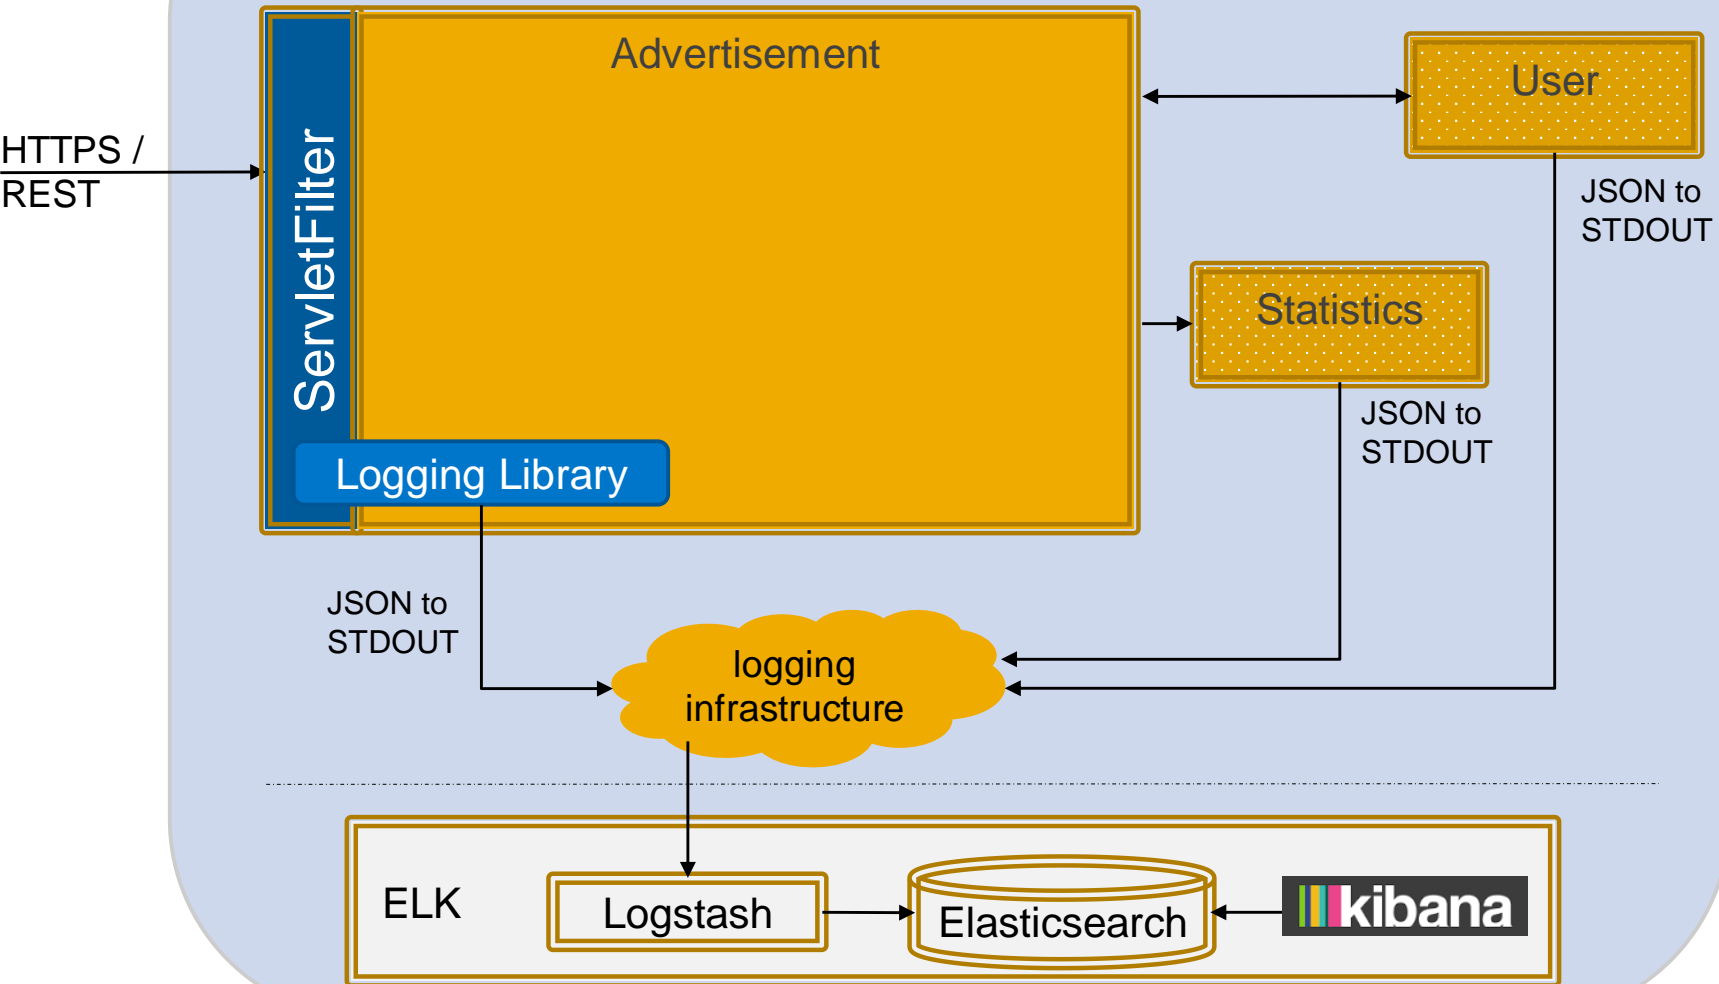 Advertisement
User
HTTPS /
REST
ServletFilter
JSON to
STDOUT
Statistics
JSON to
STDOUT
Logging Library
JSON to
STDOUT
logging
infrastructure
ELK
Logstash
Elasticsearch
kibana